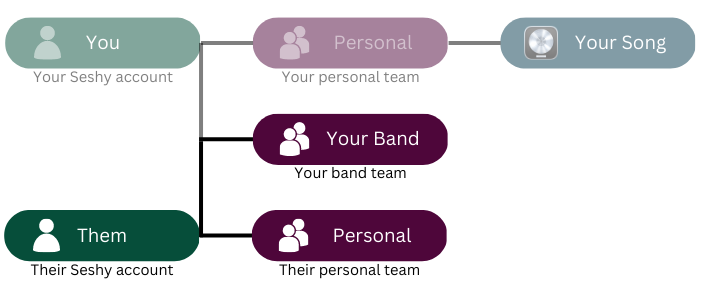 You
Personal
Your Song
Your Seshy account
Your personal team
Your Band
Your band team
Them
Personal
Their Seshy account
Their personal team